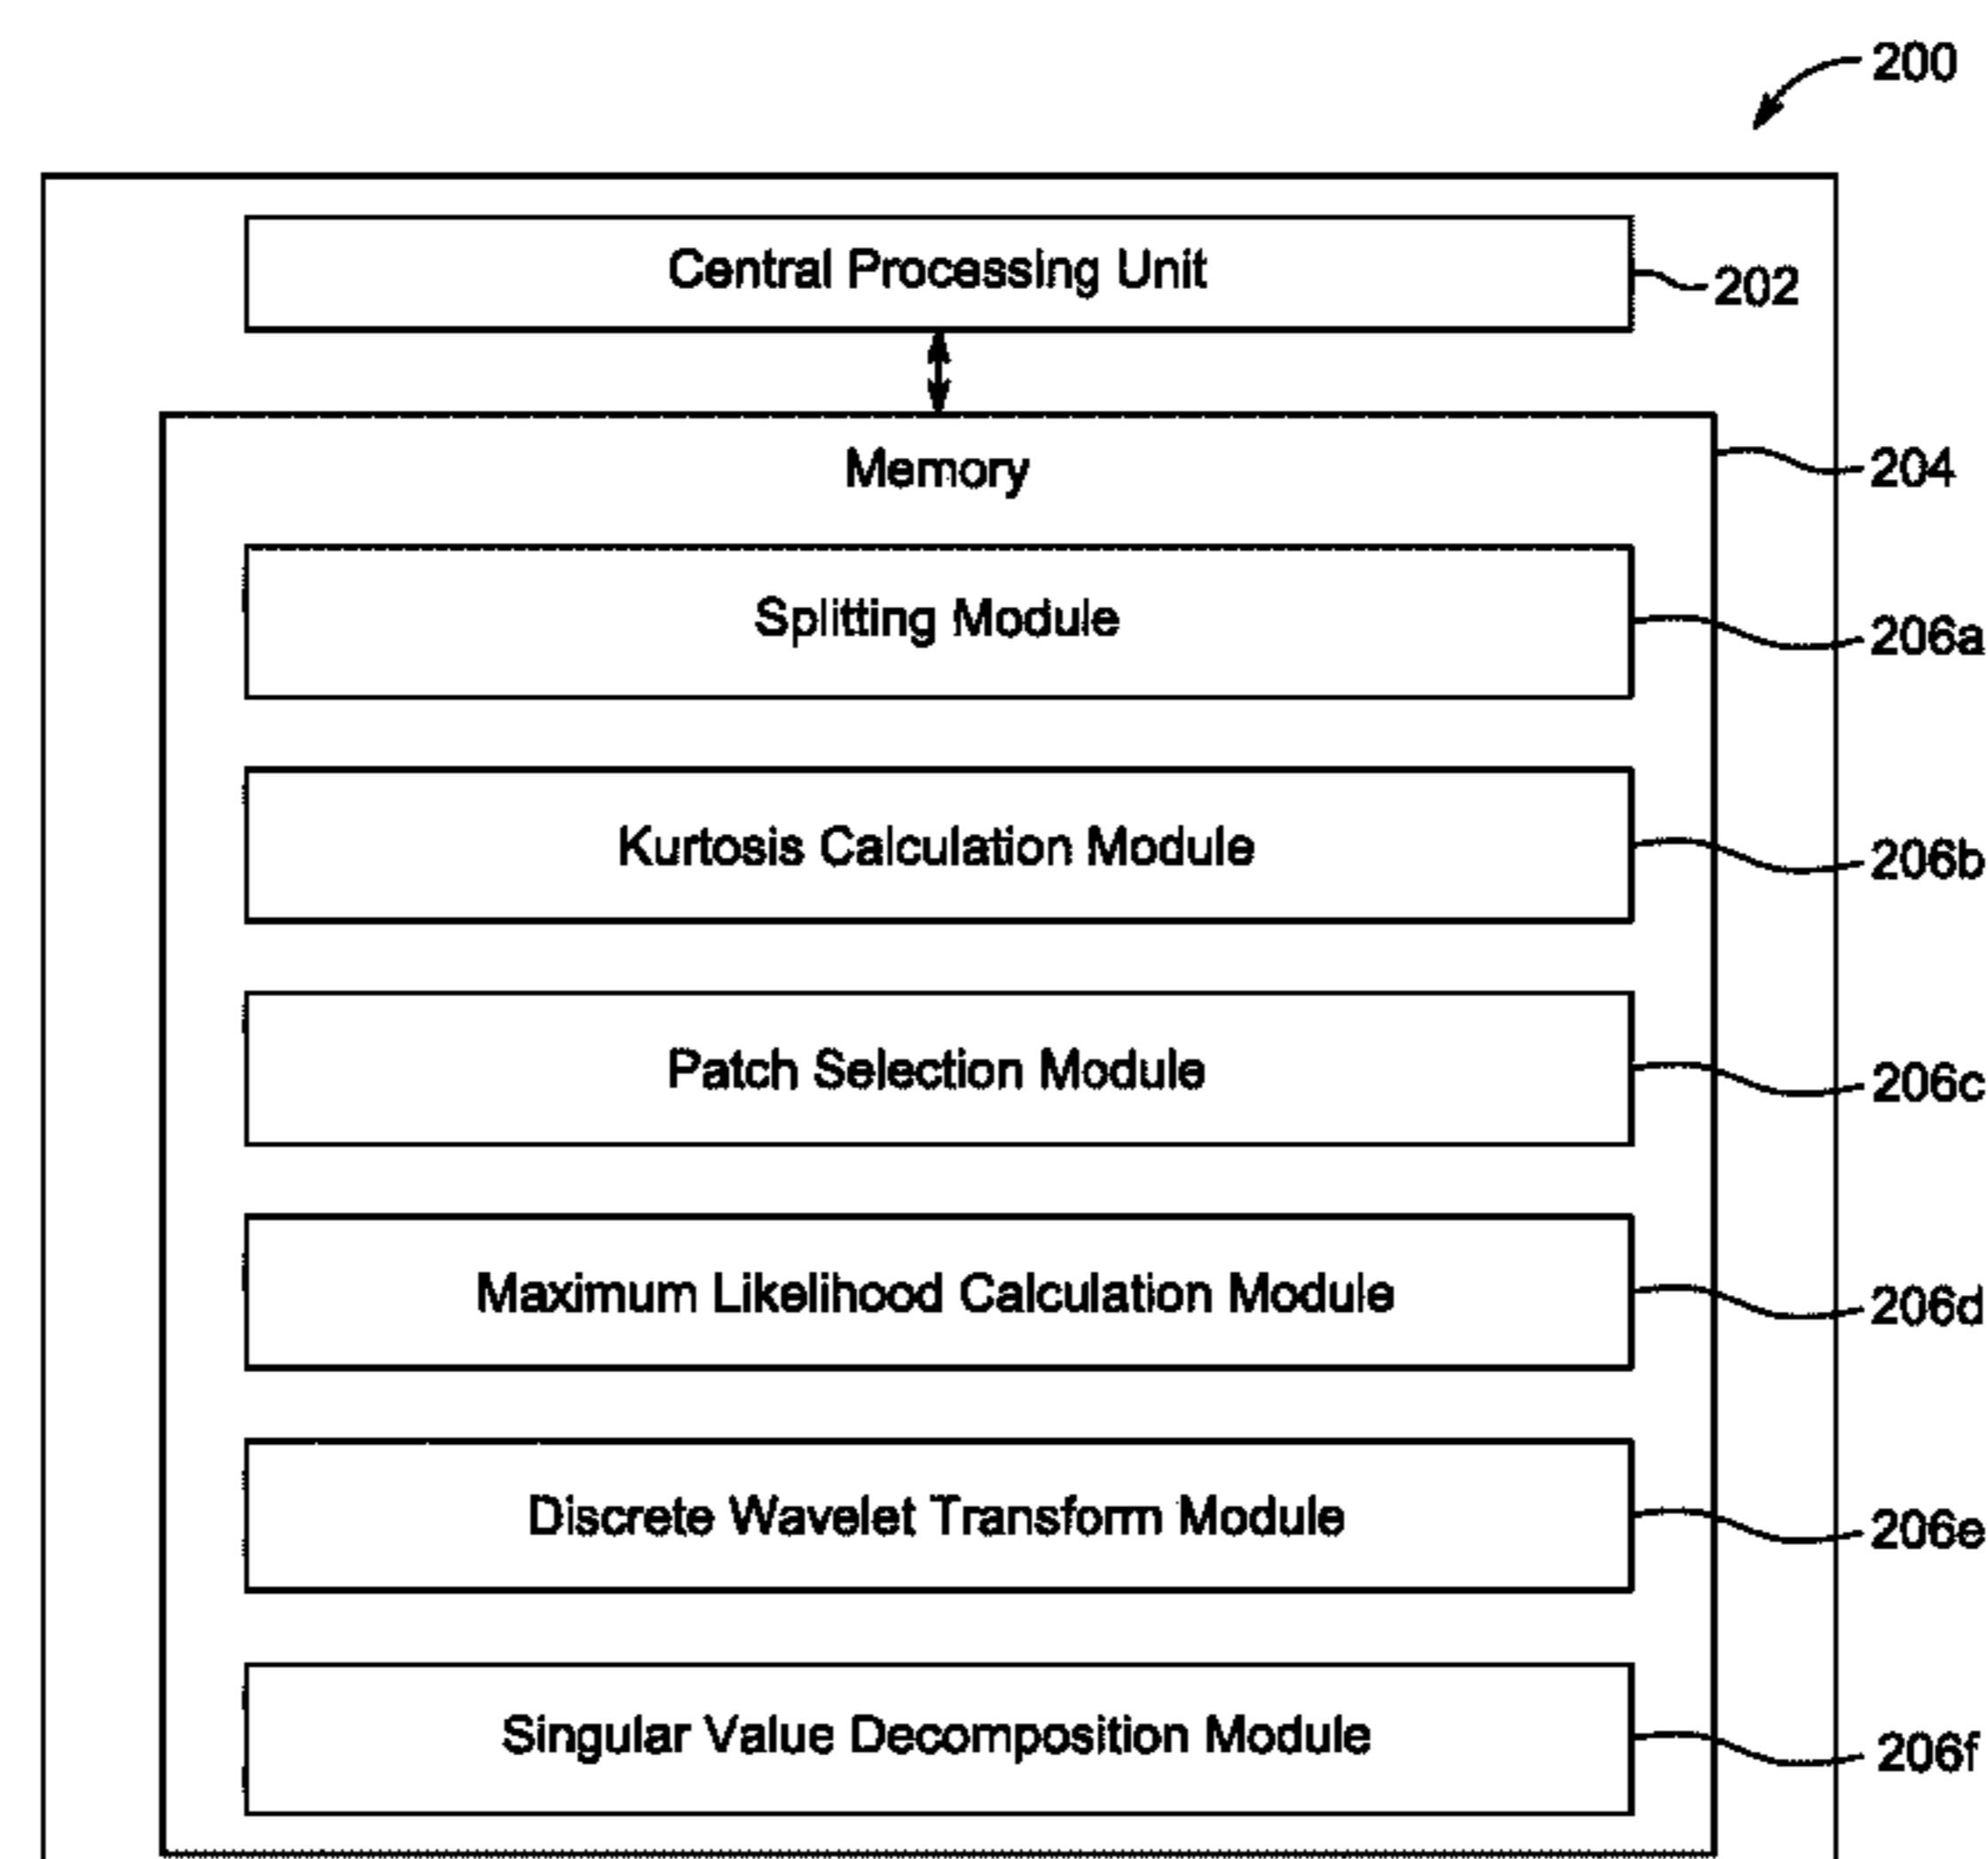 200
Central Processing Unit
202
Memory
204
Splitting Module
206a
Kurtosis Calculation Module
206b
Patch Selection Module
206c
Maximum Likelihood Calculation Module
206d
Discrete Wavelet Transform Module
206e
Singular Value Decomposition Module
206f